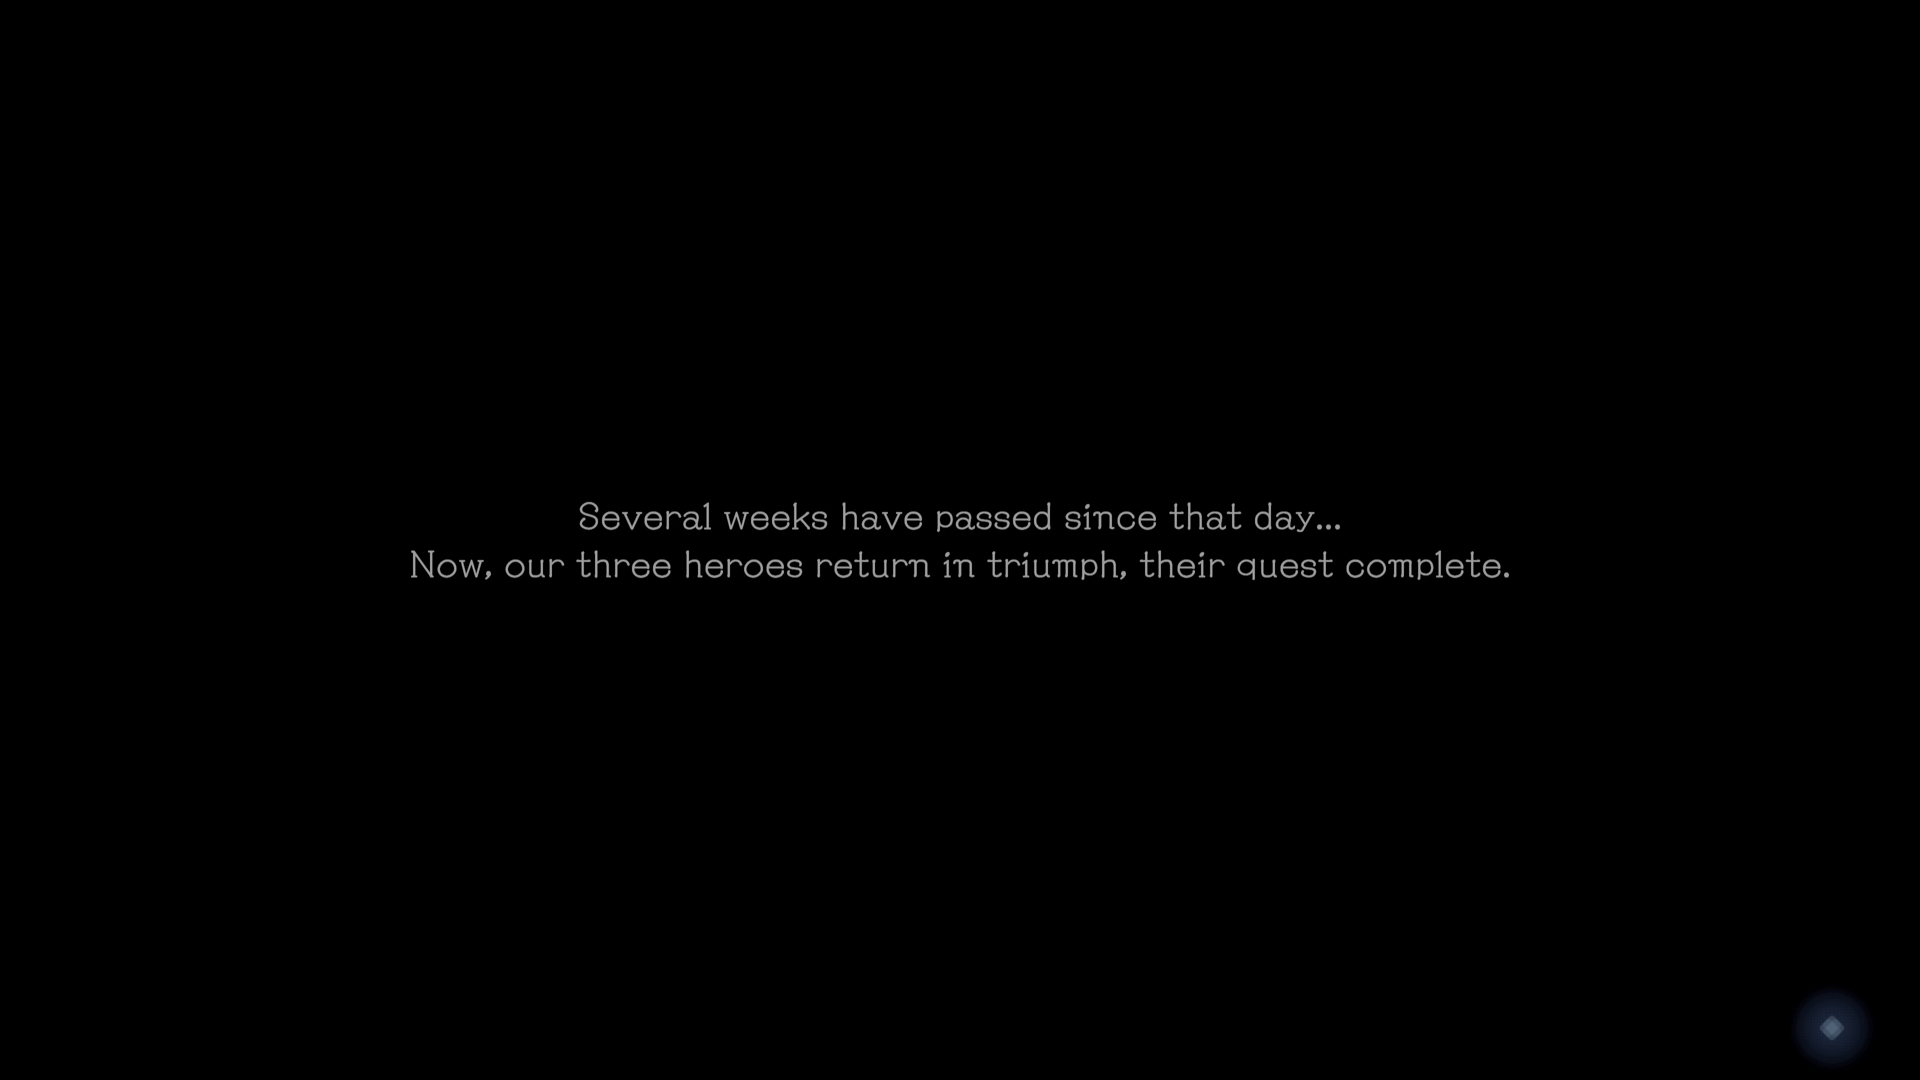 Several weeks have passed since that day...
Now, our three heroes return in triumph, their quest complete.